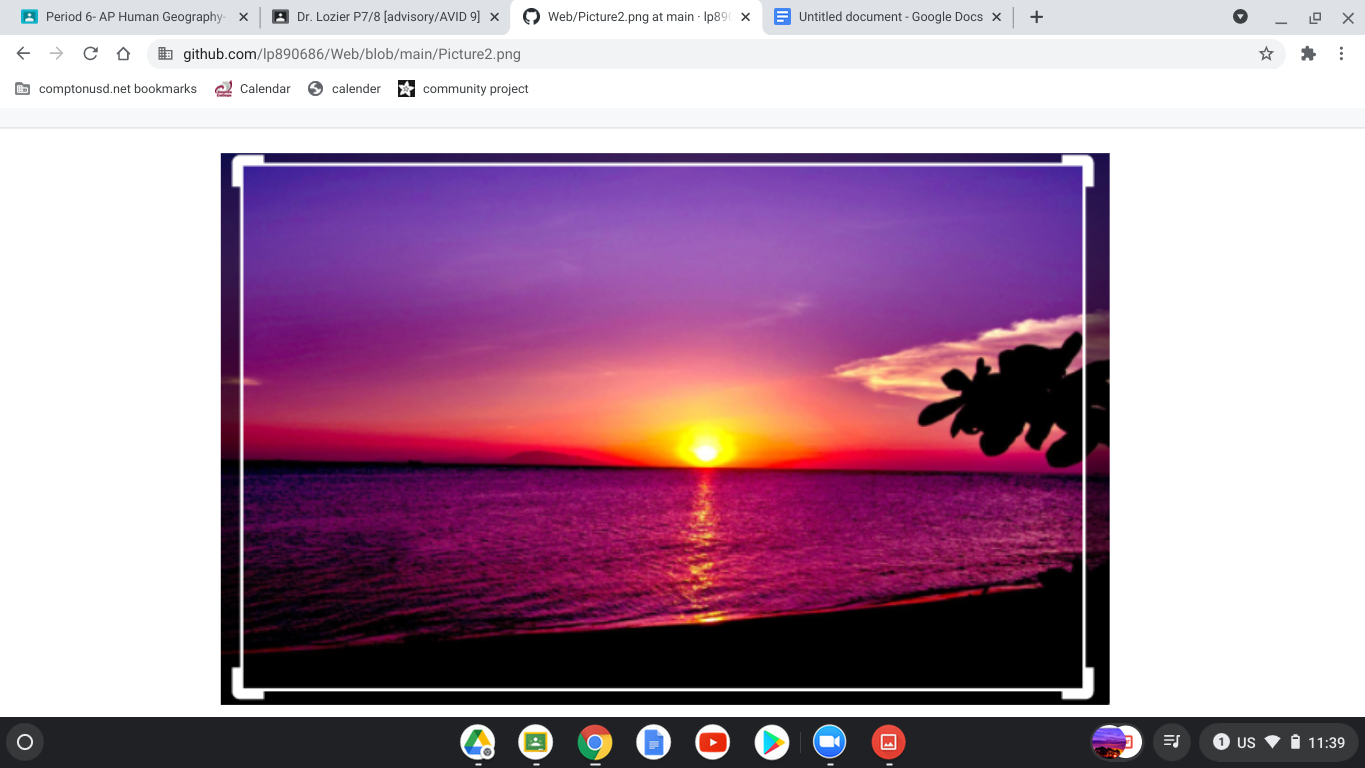 Period 6- AP Human Geography-
Dr. Lozier P7/8 [advisory/AVID 9]
Web/Picture2.png at main · lp890
Untitled document - Google Docs
github.com/lp890686/Web/blob/main/Picture2.png
comptonusd.net bookmarks
Calendar
calender
community project
1 US 11:39